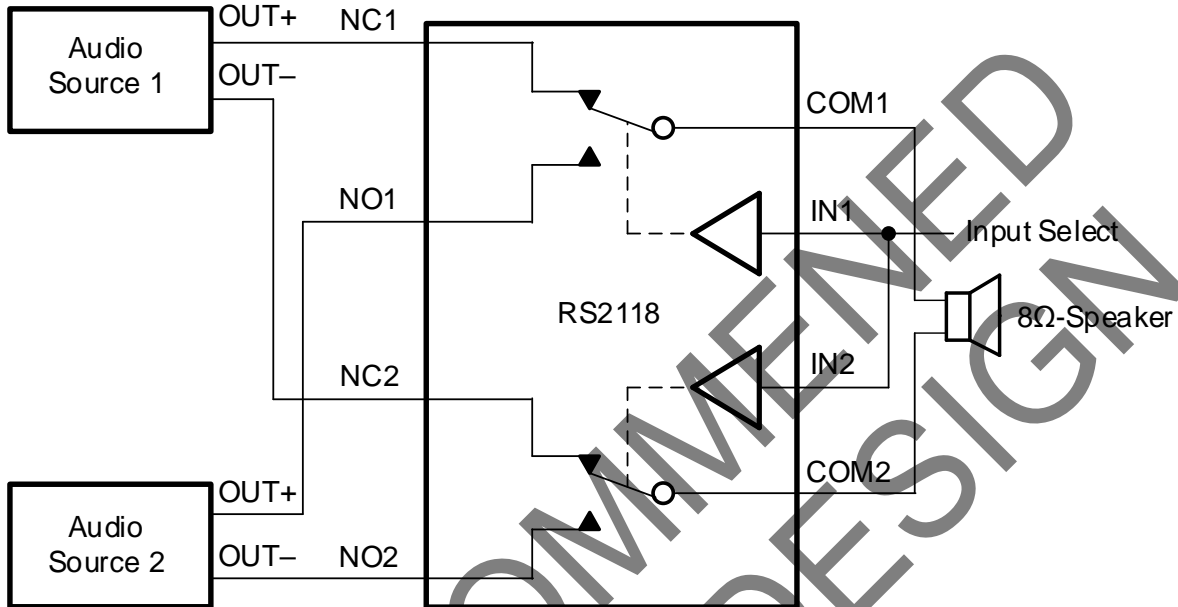 Audio
Source 1
OUT+
OUT–
NC1
NO1
NC2
NO2
Audio
Source 2
OUT+
OUT–
RS2118
COM1
IN1
Input Select
8Ω-Speaker
IN2
COM2
OMMENED
DESIGN